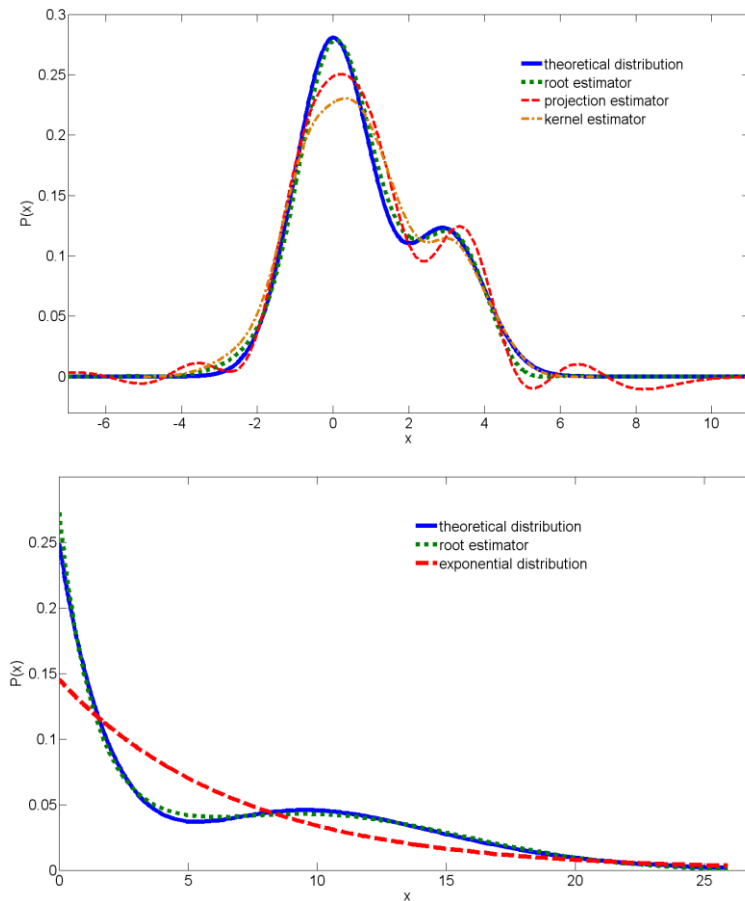 0.3
0.25
0.2
0.15
0.1
0.05
0
P(x)
theoretical distribution
root estimator
projection estimator
kernel estimator
-6 -4 -2 0 2 4 6 8 10
x
0.25
0.2
0.15
0.1
0.05
0
P(x)
theoretical distribution
root estimator
exponential distribution
0 5 10 15 20 25
x